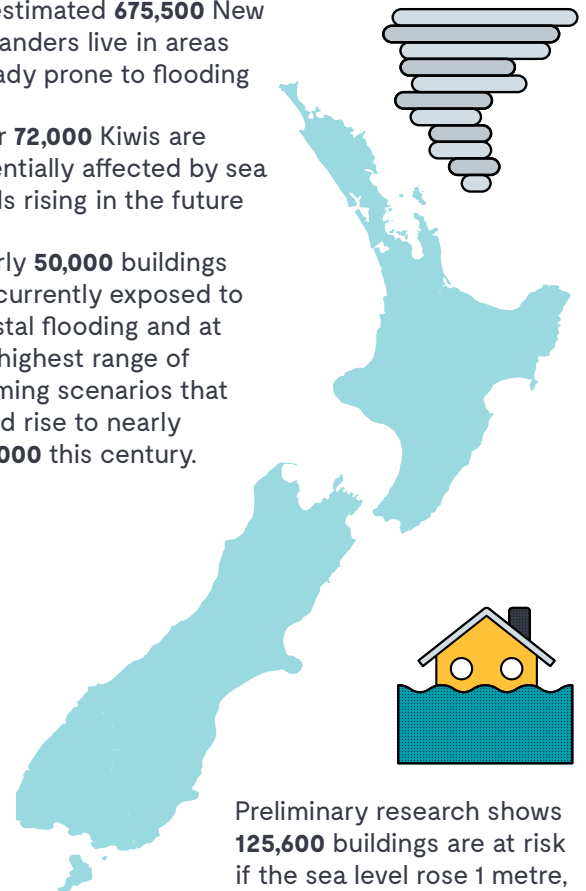 estimated 675,500 New
anders live in areas
ady prone to flooding
r 72,000 Kiwis are
entially affected by sea
ls rising in the future
rly 50,000 buildings
currently exposed to
stal flooding and at
highest range of
ming scenarios that
d rise to nearly
000 this century.
Preliminary research shows
125,600 buildings are at risk
if the sea level rose 1 metre,